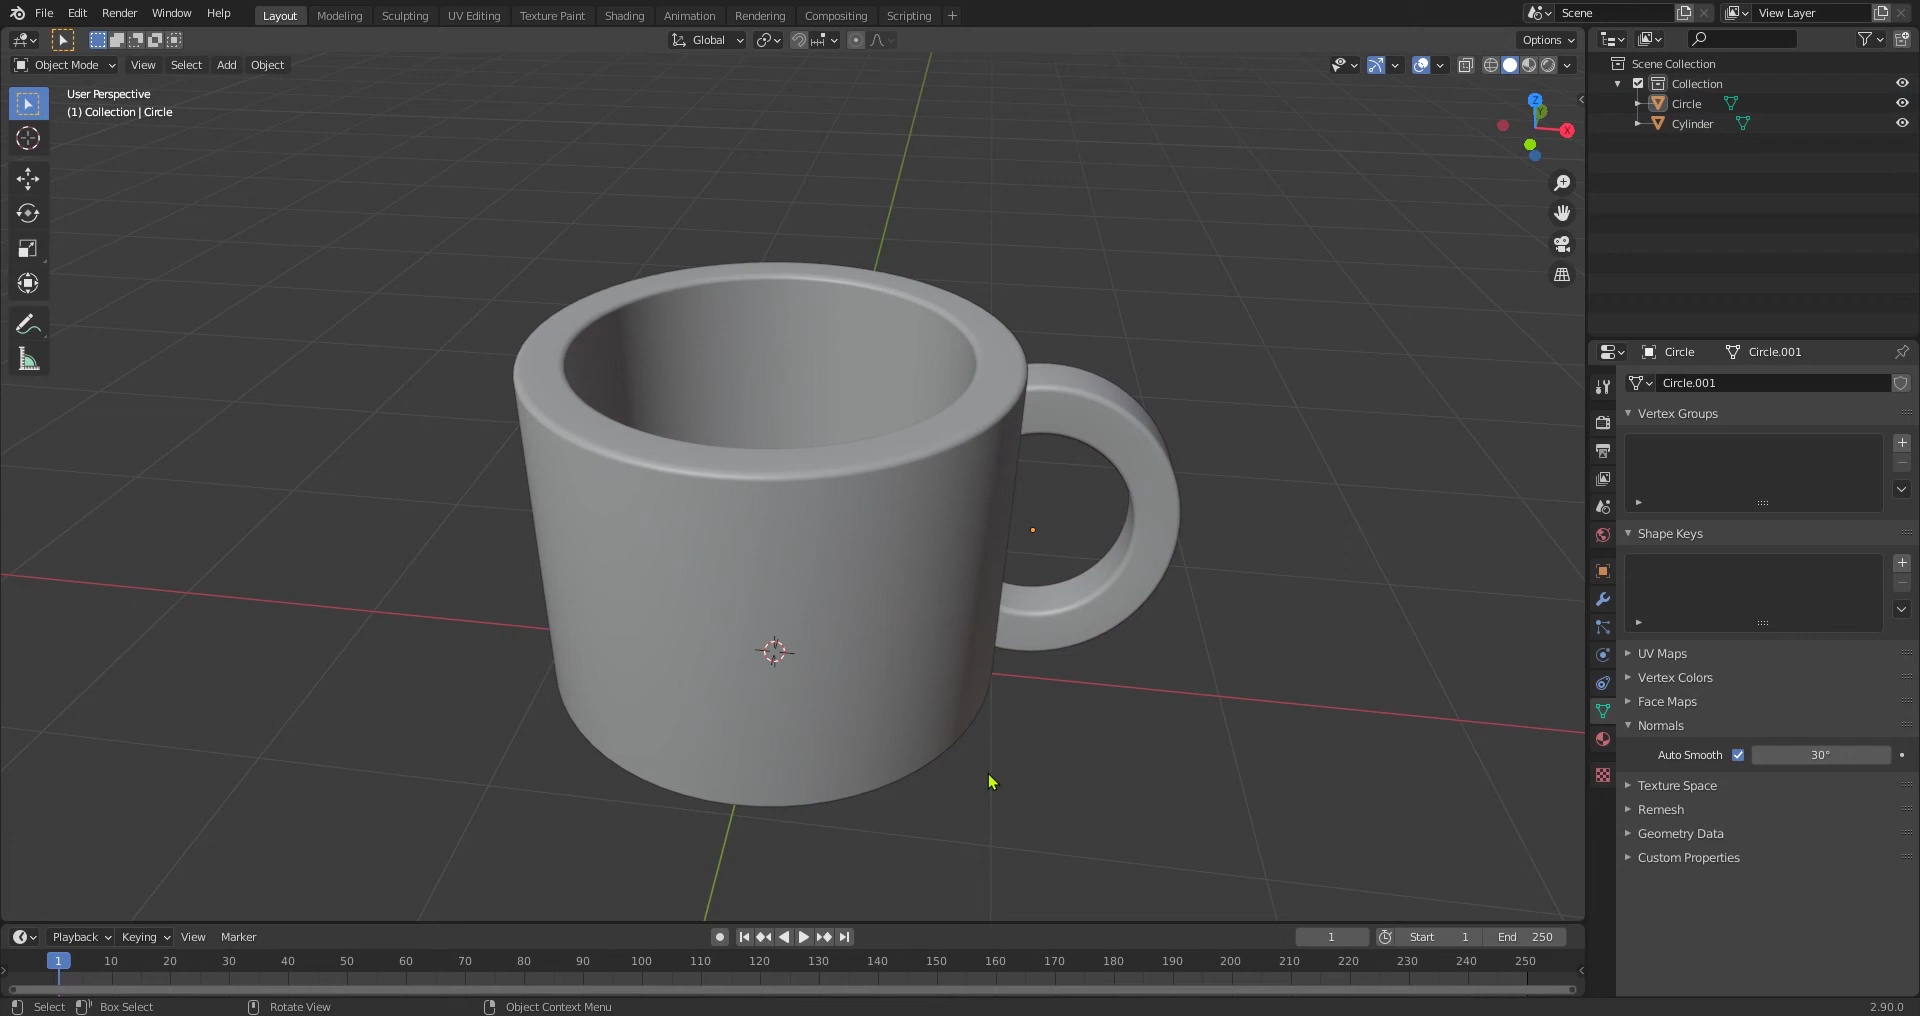 File Edit Render Window Help Layout Modeling Sculpting UV Editing Texture Paint Shading Animation Rendering Compositing Scripting + Scene View Layer
Global Options
Object Mode View Select Add Object
User Perspective
(1) Collection | Circle
Z
Y
X
Scene Collection
Collection
Circle
Cylinder
Circle Circle.001
Circle.001
Vertex Groups
Shape Keys
UV Maps
Vertex Colors
Face Maps
Normals
Auto Smooth 30°
Texture Space
Remesh
Geometry Data
Custom Properties
Playback Keying View Marker 1 Start 1 End 250
1 10 20 30 40 50 60 70 80 90 100 110 120 130 140 150 160 170 180 190 200 210 220 230 240 250
Select Box Select Rotate View Object Context Menu 2.90.0